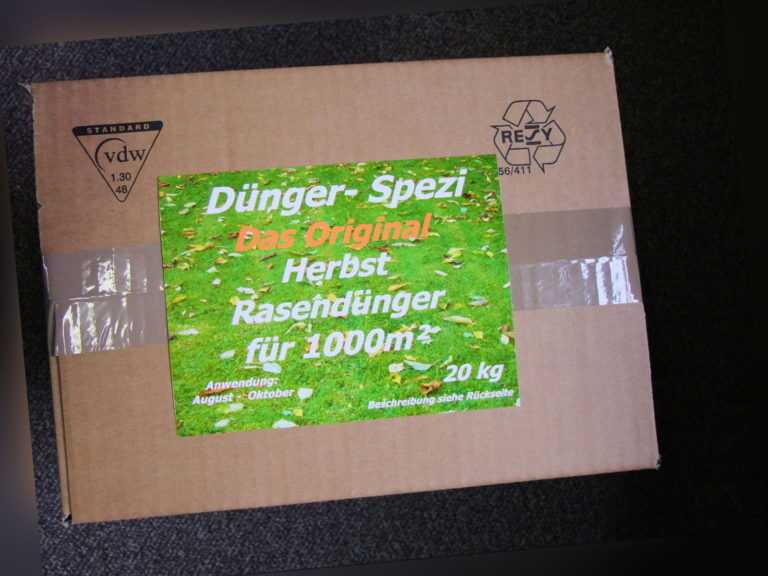 STANDARD
vdw
1.30
48
RESY
56/411
Dünger- Spezi
Das Original
Herbst
Rasendünger
für 1000m²
20 kg
Anwendung:
August - Oktober
Beschreibung siehe Rückseite